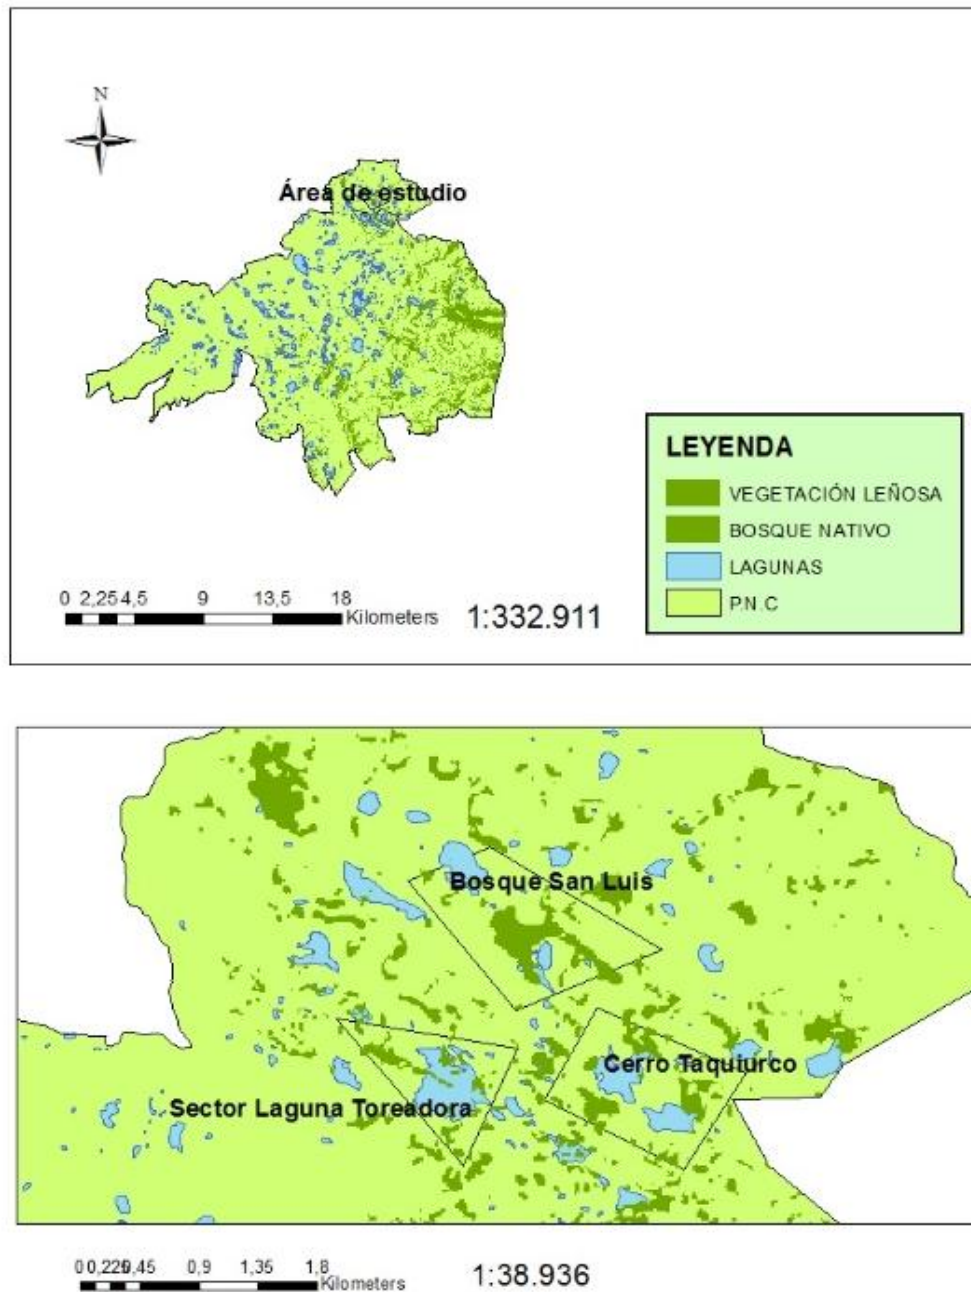 N
Área de estudio
LEYENDA
VEGETACIÓN LEÑOSA
BOSQUE NATIVO
LAGUNAS
P.N.C
0 2,25 4,5 9 13,5 18
Kilometers
1:332.911
Bosque San Luis
Cerro Taquiurco
Sector Laguna Toreadora
0 0,225 0,45 0,9 1,35 1,8
Kilometers
1:38.936